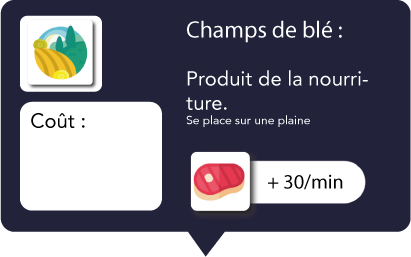 Champs de blé :
Produit de la nourri-
ture.
Se place sur une plaine
Coût :
+ 30/min